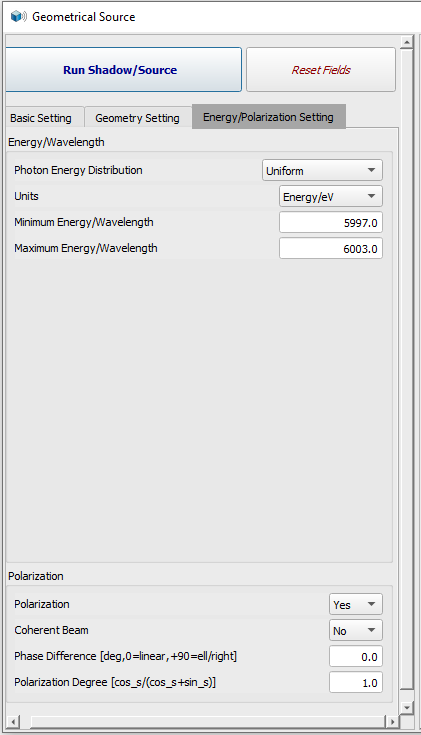 Geometrical Source
Run Shadow/Source
Reset Fields
Basic Setting
Geometry Setting
Energy/Polarization Setting
Energy/Wavelength
Photon Energy Distribution
Uniform
Units
Energy/eV
Minimum Energy/Wavelength
5997.0
Maximum Energy/Wavelength
6003.0
Polarization
Polarization
Yes
Coherent Beam
No
Phase Difference [deg,0=linear,+90=ell/right]
0.0
Polarization Degree [cos_s/(cos_s+sin_s)]
1.0